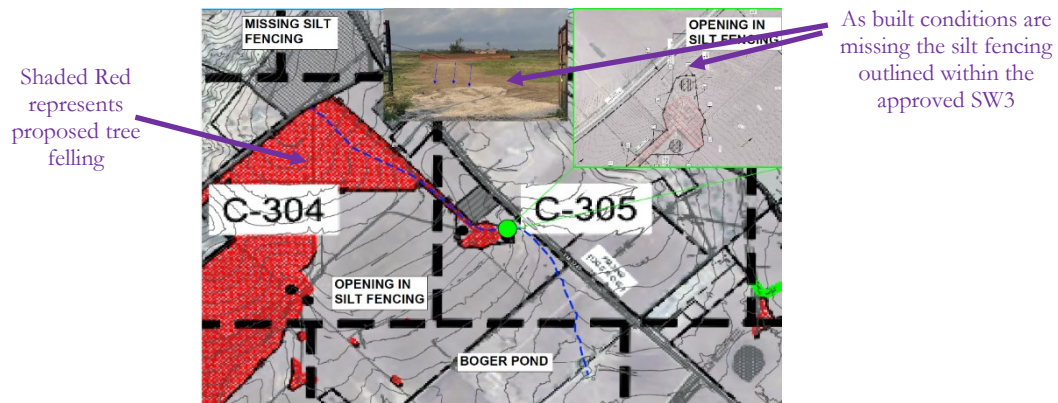 MISSING SILT
FENCING
OPENING IN
SILT FENCING
As built conditions are
missing the silt fencing
outlined within the
approved SW3
Shaded Red
represents
proposed tree
felling
C-304
C-305
OPENING IN
SILT FENCING
BOGER POND